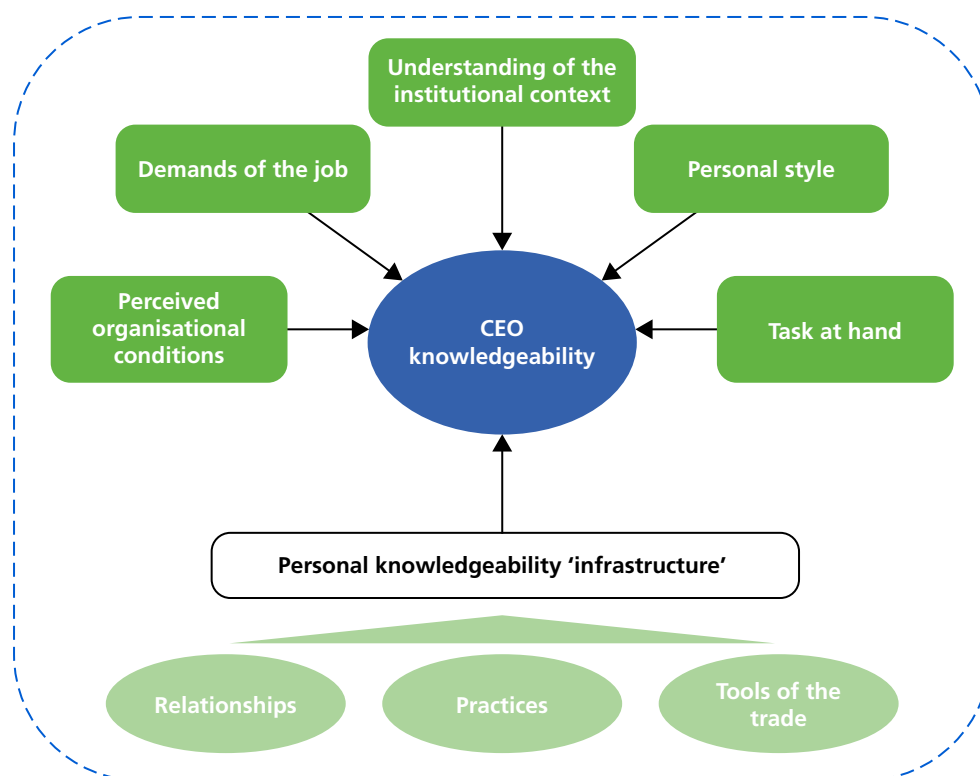 Understanding of the
institutional context
Demands of the job
Personal style
Perceived
organisational
conditions
CEO
knowledgeability
Task at hand
Personal knowledgeability ‘infrastructure’
Relationships
Practices
Tools of the
trade